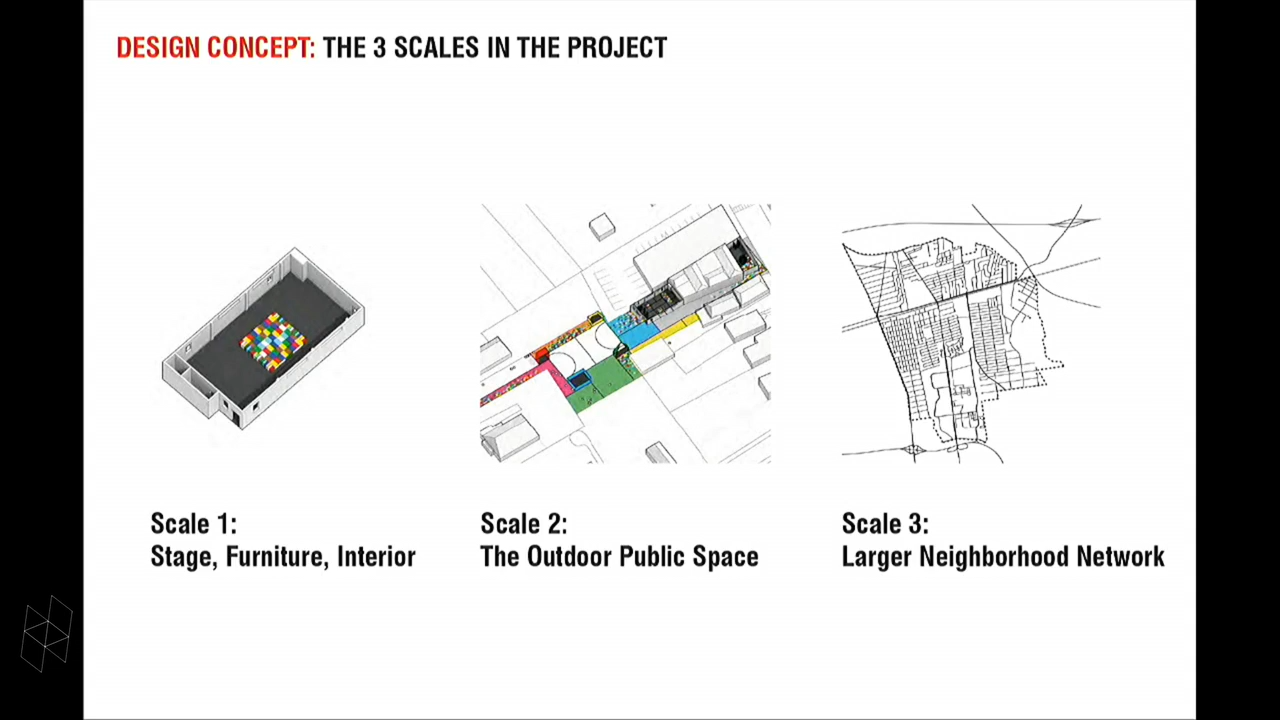 DESIGN CONCEPT: THE 3 SCALES IN THE PROJECT
Scale 1:
Stage, Furniture, Interior
Scale 2:
The Outdoor Public Space
Scale 3:
Larger Neighborhood Network